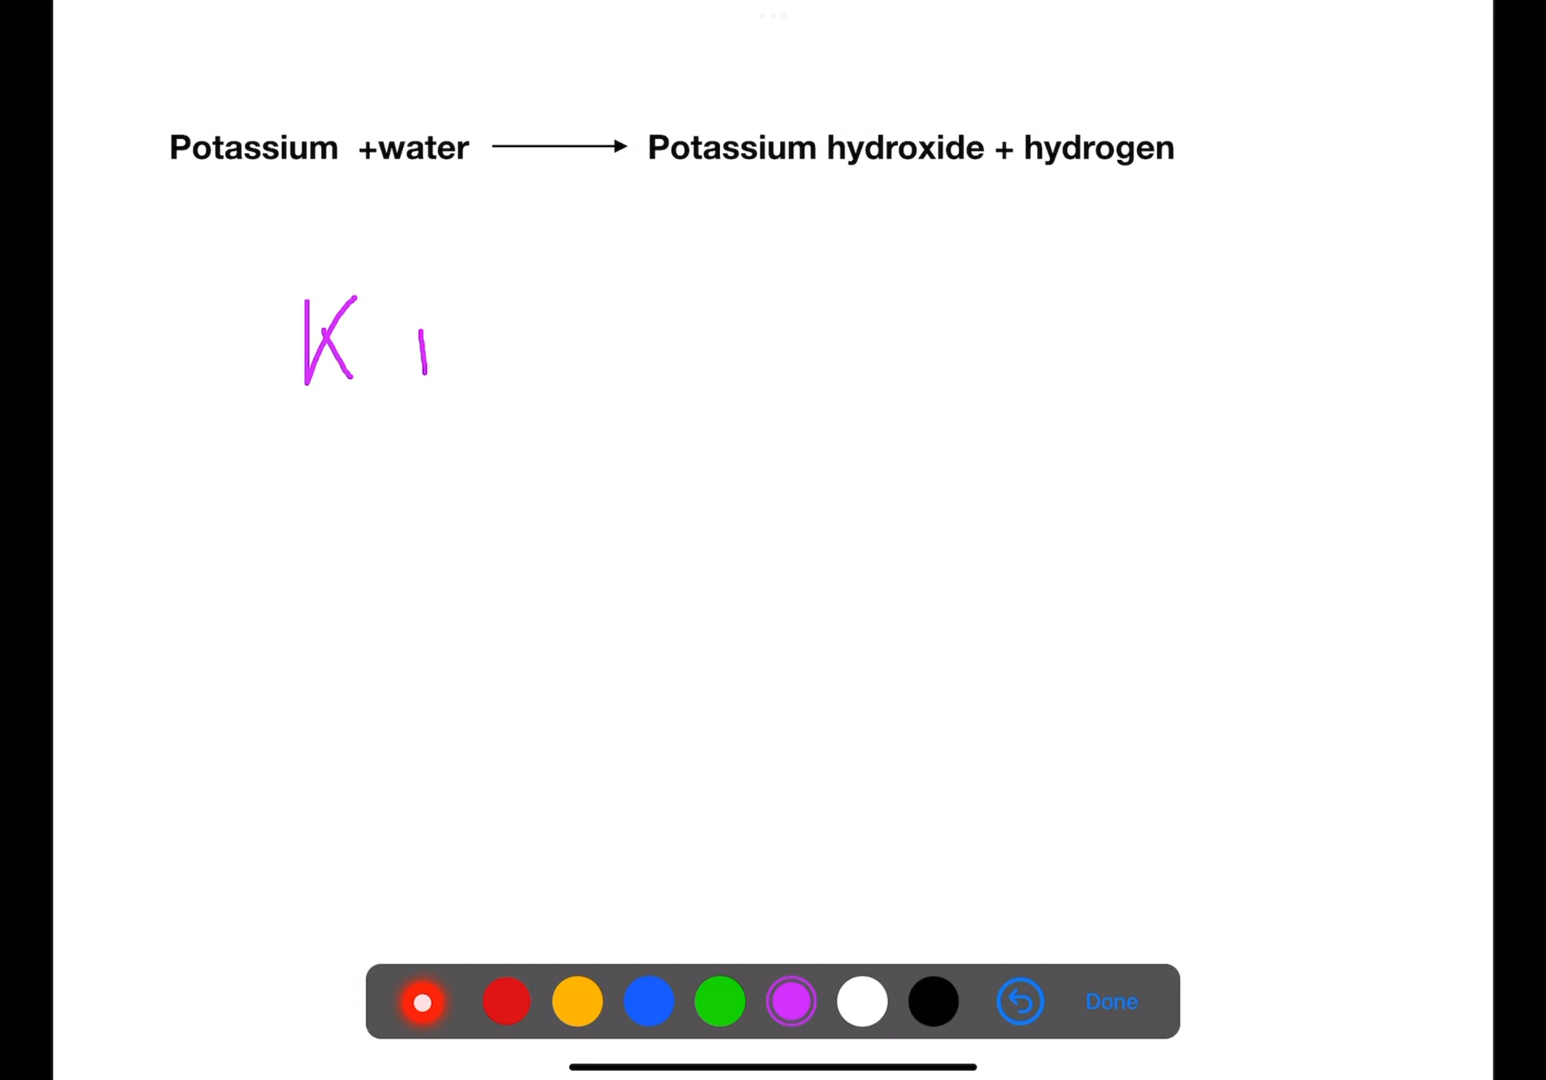 Potassium +water ⟶ Potassium hydroxide + hydrogen
K
Done